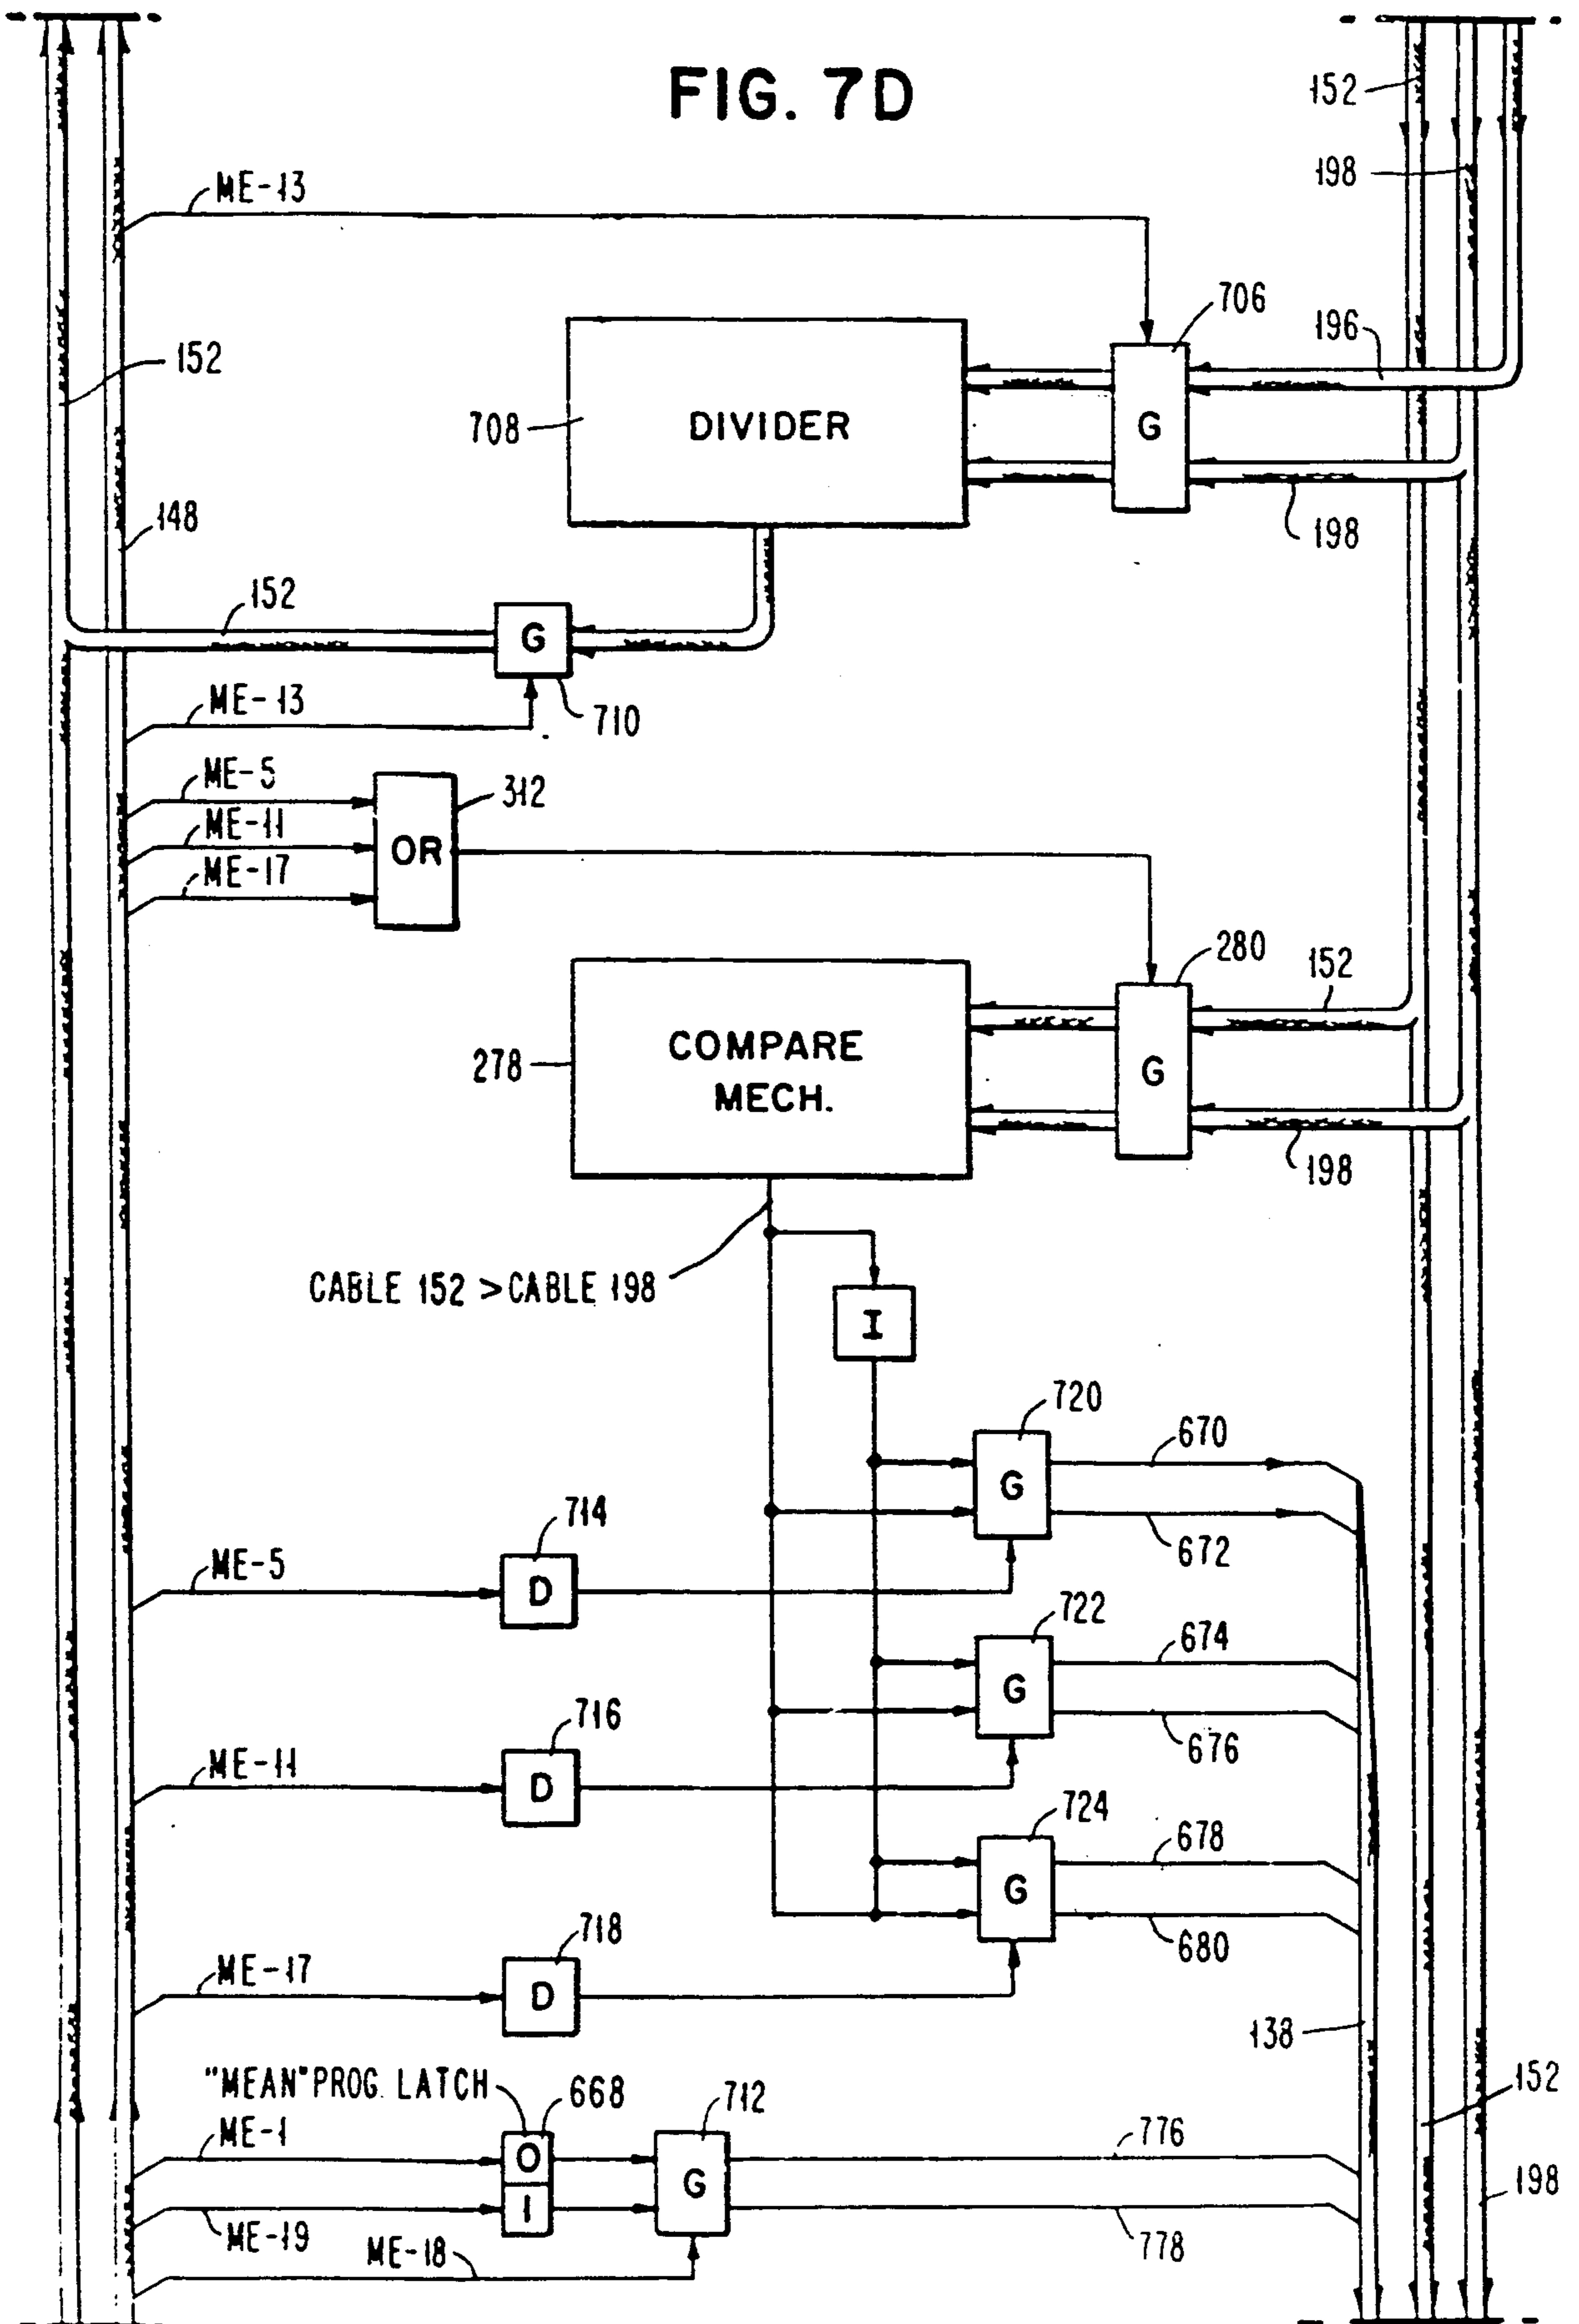 FIG. 7D
152
198
ME-13
706
196
152
708
DIVIDER
G
148
198
152
G
ME-13
710
ME-5
312
ME-11
OR
ME-17
280
152
278
COMPARE
MECH.
G
198
CABLE 152 > CABLE 198
I
720
670
G
714
672
ME-5
D
722
674
G
716
676
ME-11
D
724
678
G
718
680
ME-17
D
138
"MEAN" PROG. LATCH
668
712
152
ME-1
O
776
G
I
198
ME-19
778
ME-18